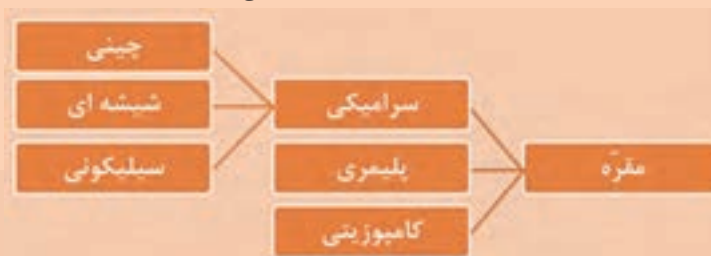 مقرّه
سرامیکی
پلیمری
کامپوزیتی
چینی
شیشه ای
سیلیکونی